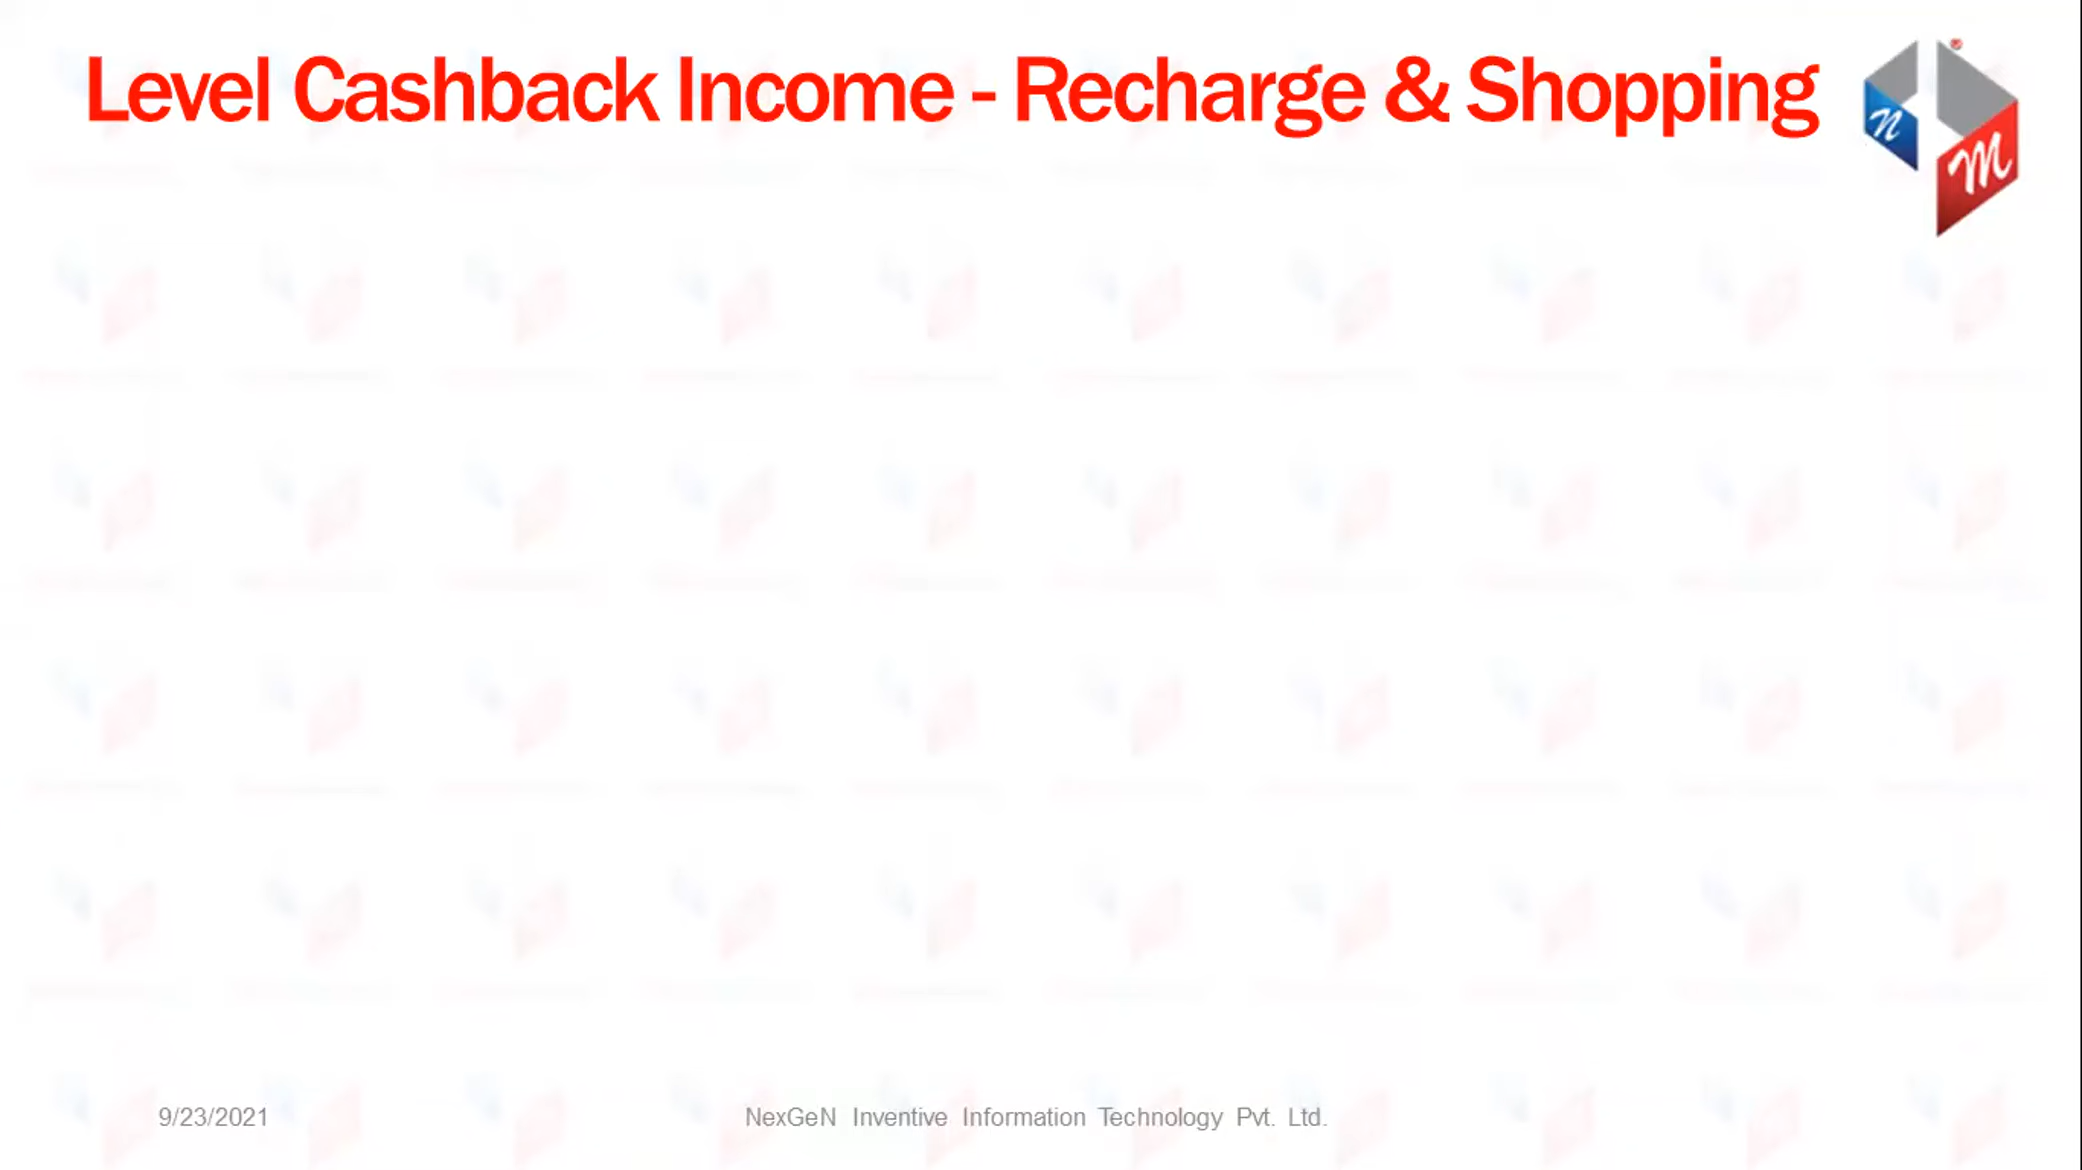 Level Cashback Income - Recharge & Shopping
®
n
m
9/23/2021
NexGeN Inventive Information Technology Pvt. Ltd.